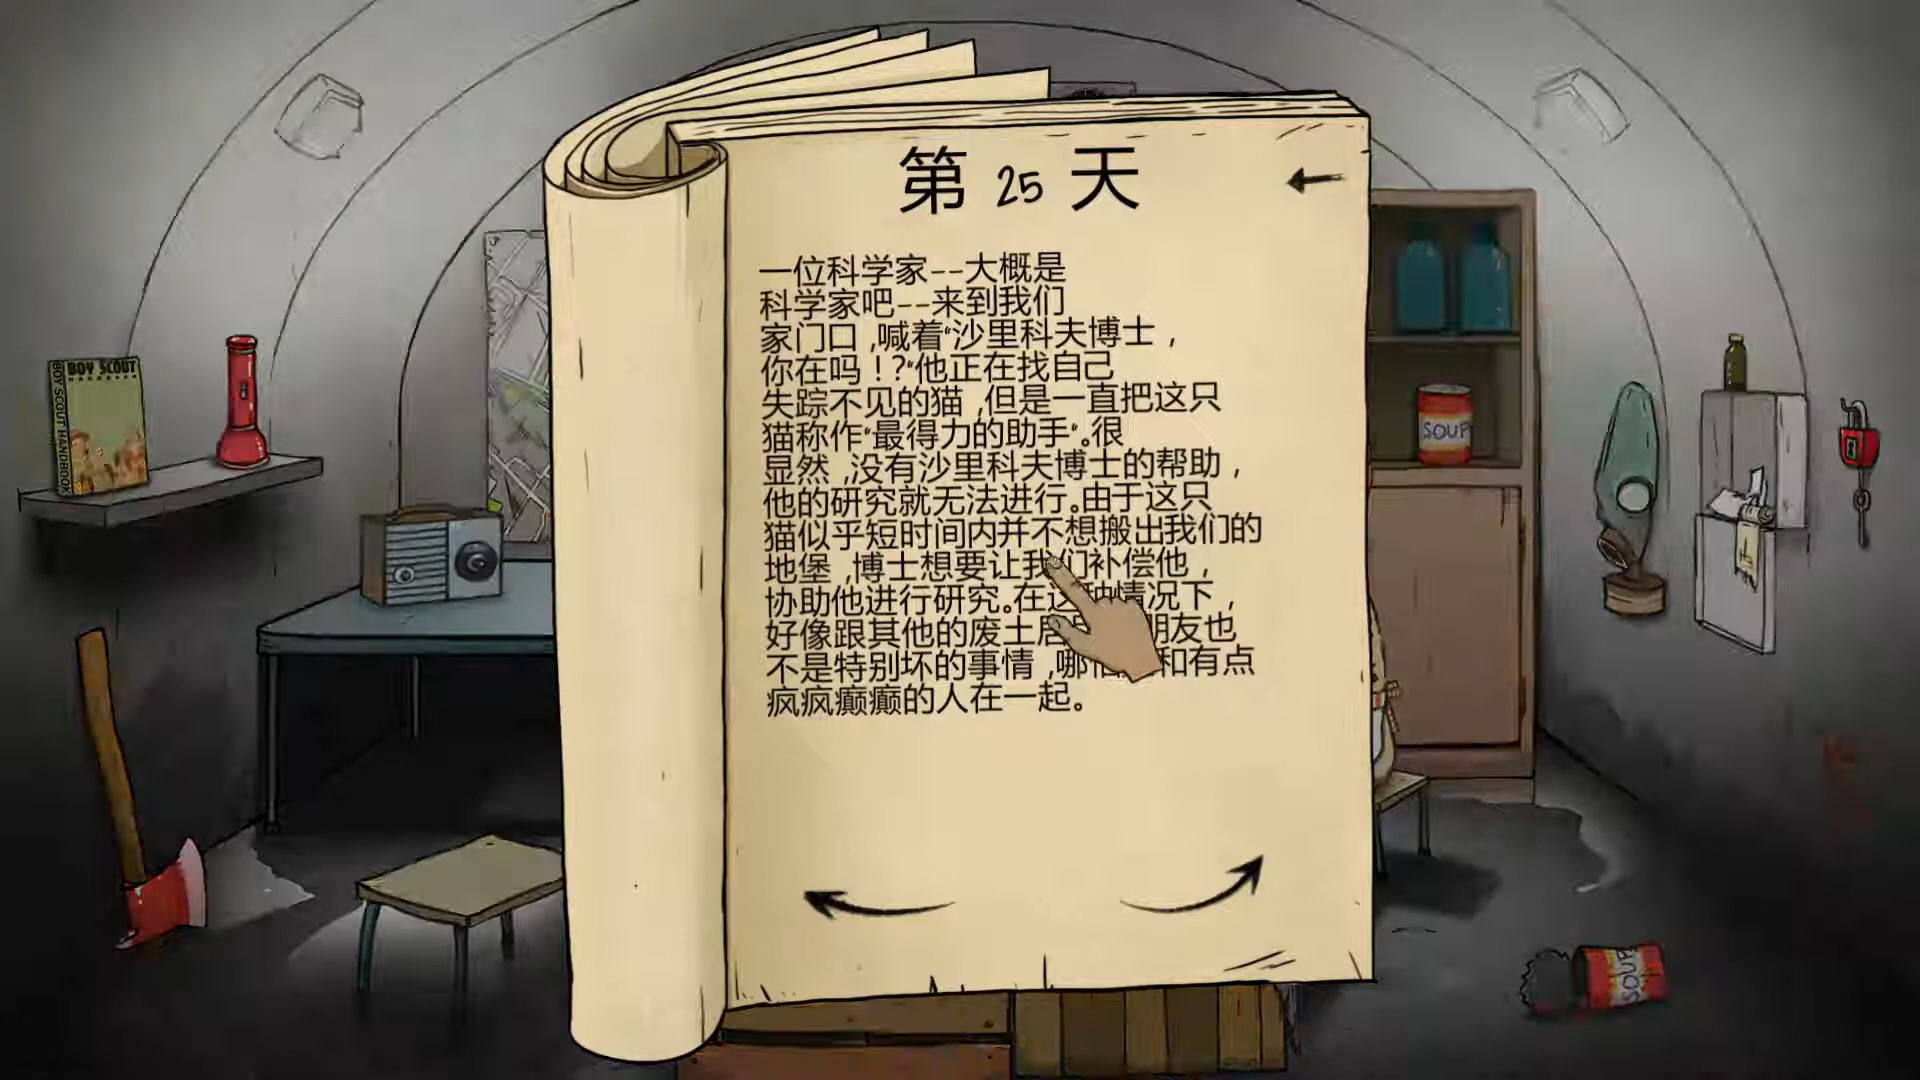 第 25 天
一位科学家--大概是
科学家吧--来到我们
家门口,喊着“沙里科夫博士，
你在吗！?“他正在找自己
失踪不见的猫,但是一直把这只
猫称作“最得力的助手“。很
显然,没有沙里科夫博士的帮助，
他的研究就无法进行。由于这只
猫似乎短时间内并不想搬出我们的
地堡,博士想要让我们补偿他，
协助他进行研究。在这种情况下，
好像跟其他的废土居 朋友也
不是特别坏的事情,哪 和有点
疯疯癫癫的人在一起。
BOY SCOUT
BOY SCOUT HANDBOOK
SOUP
SOUP